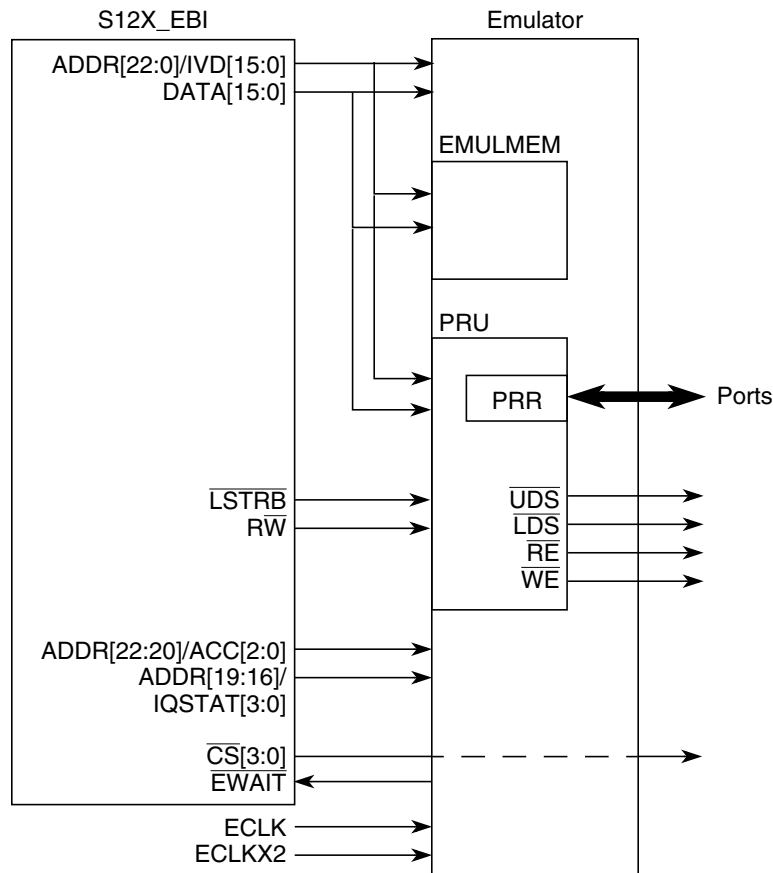 S12X_EBI
Emulator
ADDR[22:0]/IVD[15:0]
DATA[15:0]
EMULMEM
PRU
PRR
Ports
LSTRB
RW
UDS
LDS
RE
WE
ADDR[22:20]/ACC[2:0]
ADDR[19:16]/
IQSTAT[3:0]
CS[3:0]
EWAIT
ECLK
ECLKX2